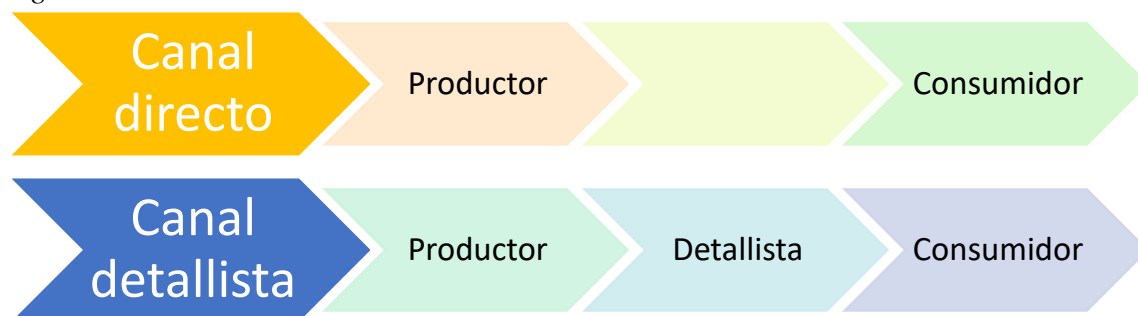 Canal
directo
Productor
Consumidor
Canal
detallista
Productor
Detallista
Consumidor